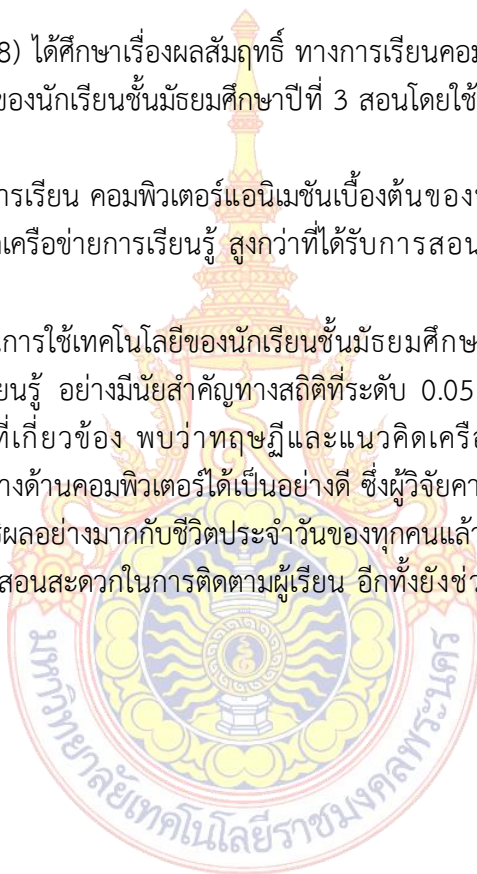 8) ได้ศึกษาเรื่องผลสัมฤทธิ์ ทางการเรียนคอม
ของนักเรียนชั้นมัธยมศึกษาปีที่ 3 สอนโดยใช้
การเรียน คอมพิวเตอร์แอนิเมชันเบื้องต้นของ
เครือข่ายการเรียนรู้ สูงกว่าที่ได้รับการสอน
นการใช้เทคโนโลยีของนักเรียนชั้นมัธยมศึกษ
ยนรู้ อย่างมีนัยสำคัญทางสถิติที่ระดับ 0.05
ที่เกี่ยวข้อง พบว่าทฤษฎีและแนวคิดเครือ
างด้านคอมพิวเตอร์ได้เป็นอย่างดี ซึ่งผู้วิจัยคา
ผลอย่างมากกับชีวิตประจำวันของทุกคนแล้ว
สอนสะดวกในการติดตามผู้เรียน อีกทั้งยังช่ว
มหาวิทยาลัยเทคโนโลยีราชมงคลพระนคร